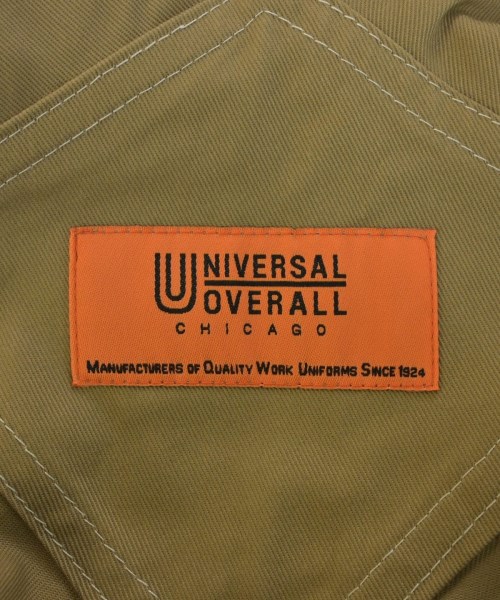 UNIVERSAL
OVERALL
CHICAGO
MANUFACTURERS OF QUALITY WORK UNIFORMS SINCE 1924